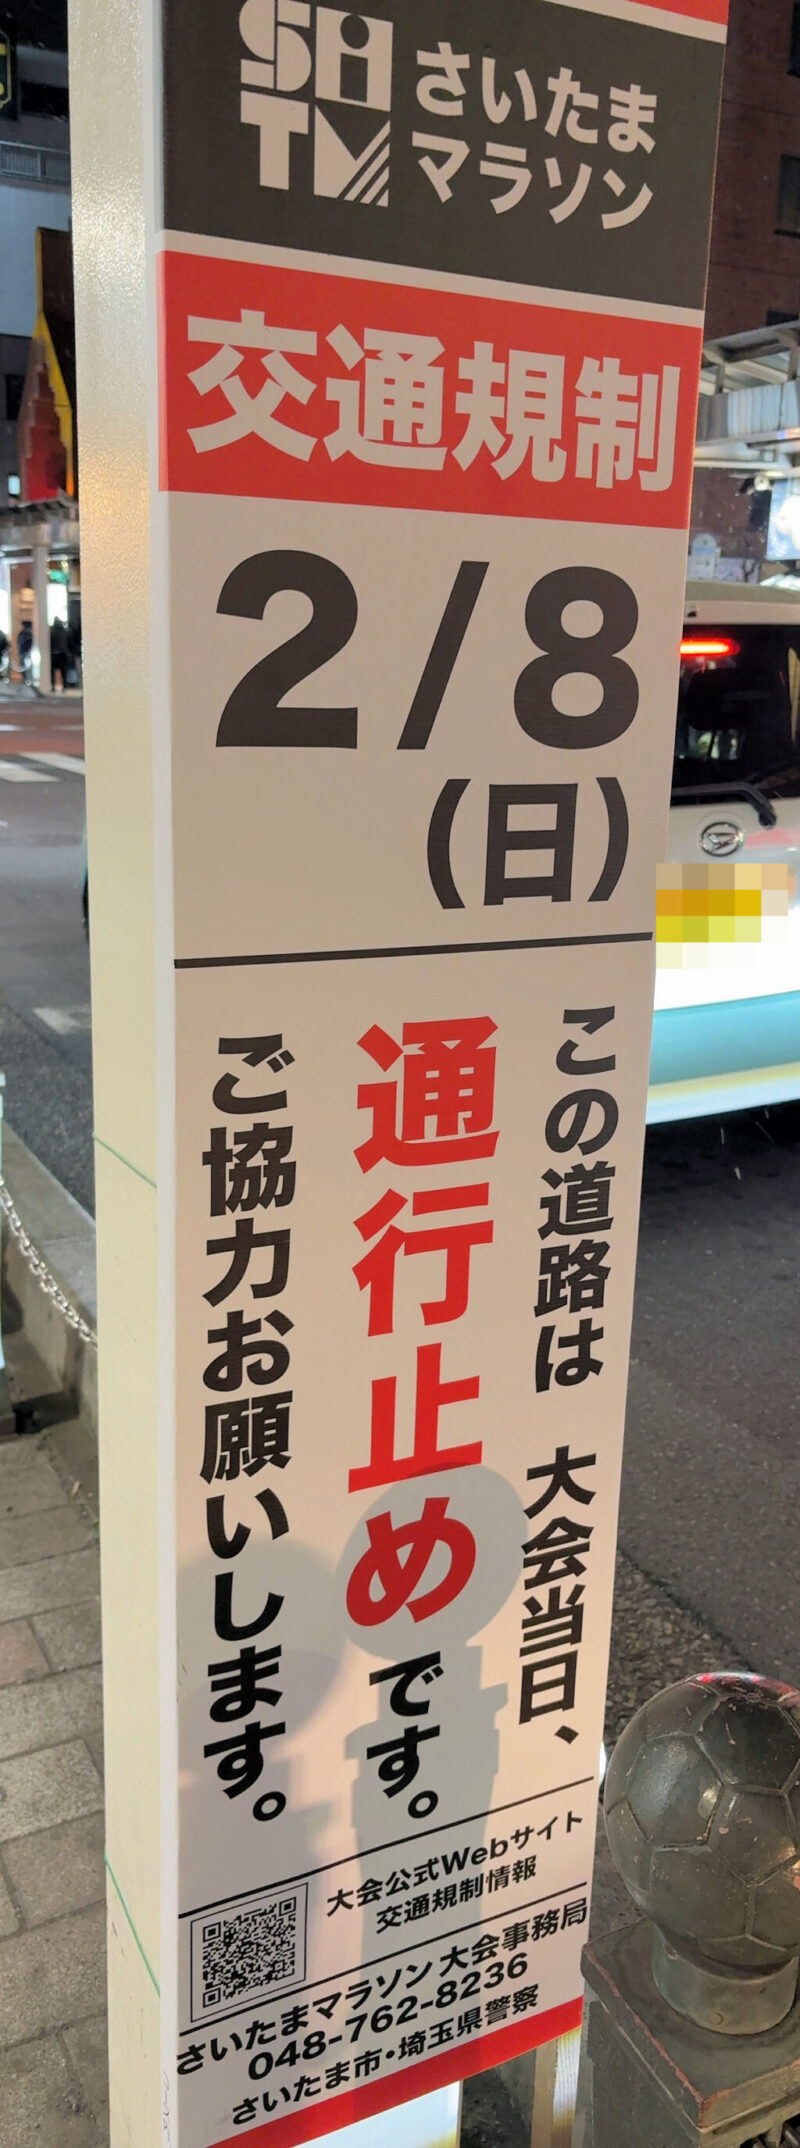 SiTM
さいたま
マラソン
交通規制
2/8
(日)
この道路は 大会当日、
通行止めです。
ご協力お願いします。
大会公式Webサイト
交通規制情報
さいたまマラソン 大会事務局
048-762-8236
さいたま市・埼玉県警察